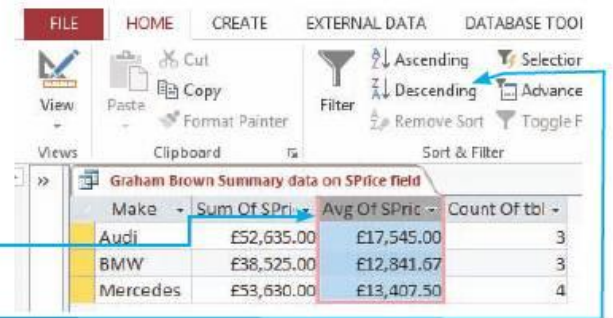 FILE HOME CREATE EXTERNAL DATA DATABASE TOOL
View
Paste
Cut
Copy
Format Painter
Filter
Ascending
Descending
Remove Sort
Selection
Advance
Toggle F
Views Clipboard Sort & Filter
Graham Brown Summary data on SPrice field
Make Sum Of SPri Avg Of SPric Count Of tbl
Audi £52,635.00 £17,545.00 3
BMW £38,525.00 £12,841.67 3
Mercedes £53,630.00 £13,407.50 4